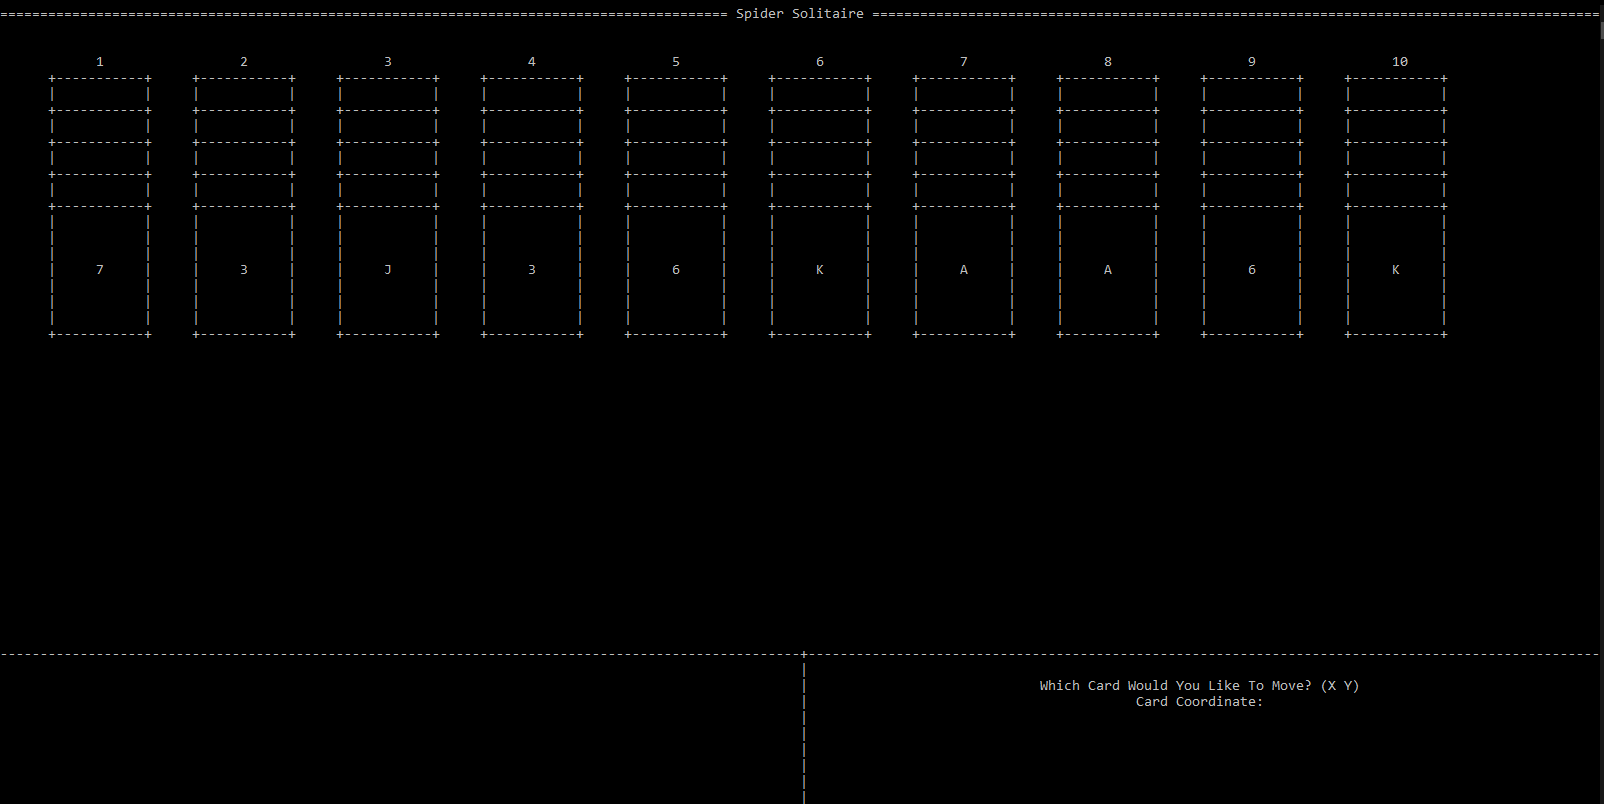 Spider Solitaire
1 2 3 4 5 6 7 8 9 10
7 3 J 3 6 K A A 6 K
Which Card Would You Like To Move? (X Y)
Card Coordinate: